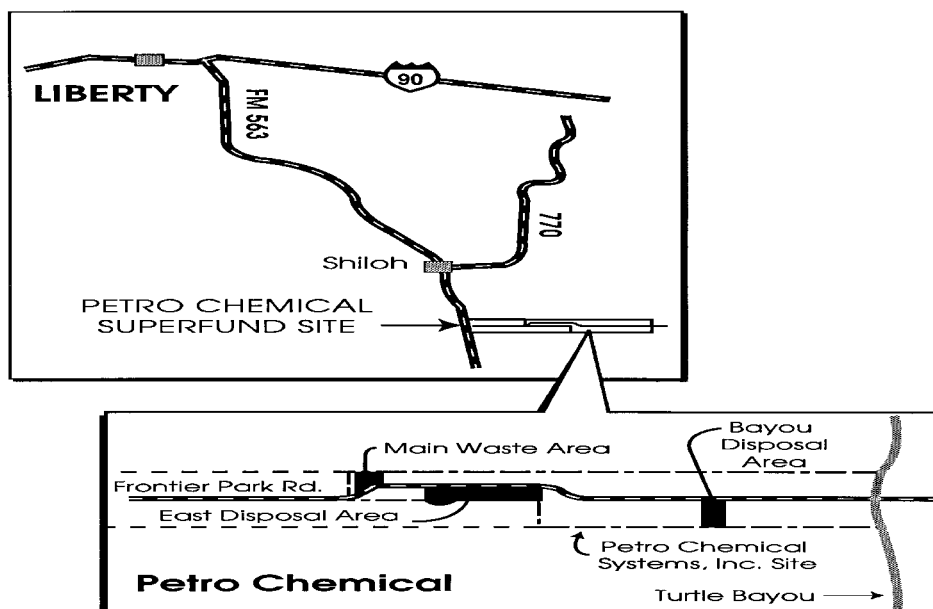 90
LIBERTY
FM 563
770
Shiloh
PETRO CHEMICAL
SUPERFUND SITE
Bayou
Disposal
Area
Main Waste Area
Frontier Park Rd.
East Disposal Area
Petro Chemical
Systems, Inc. Site
Petro Chemical
Turtle Bayou